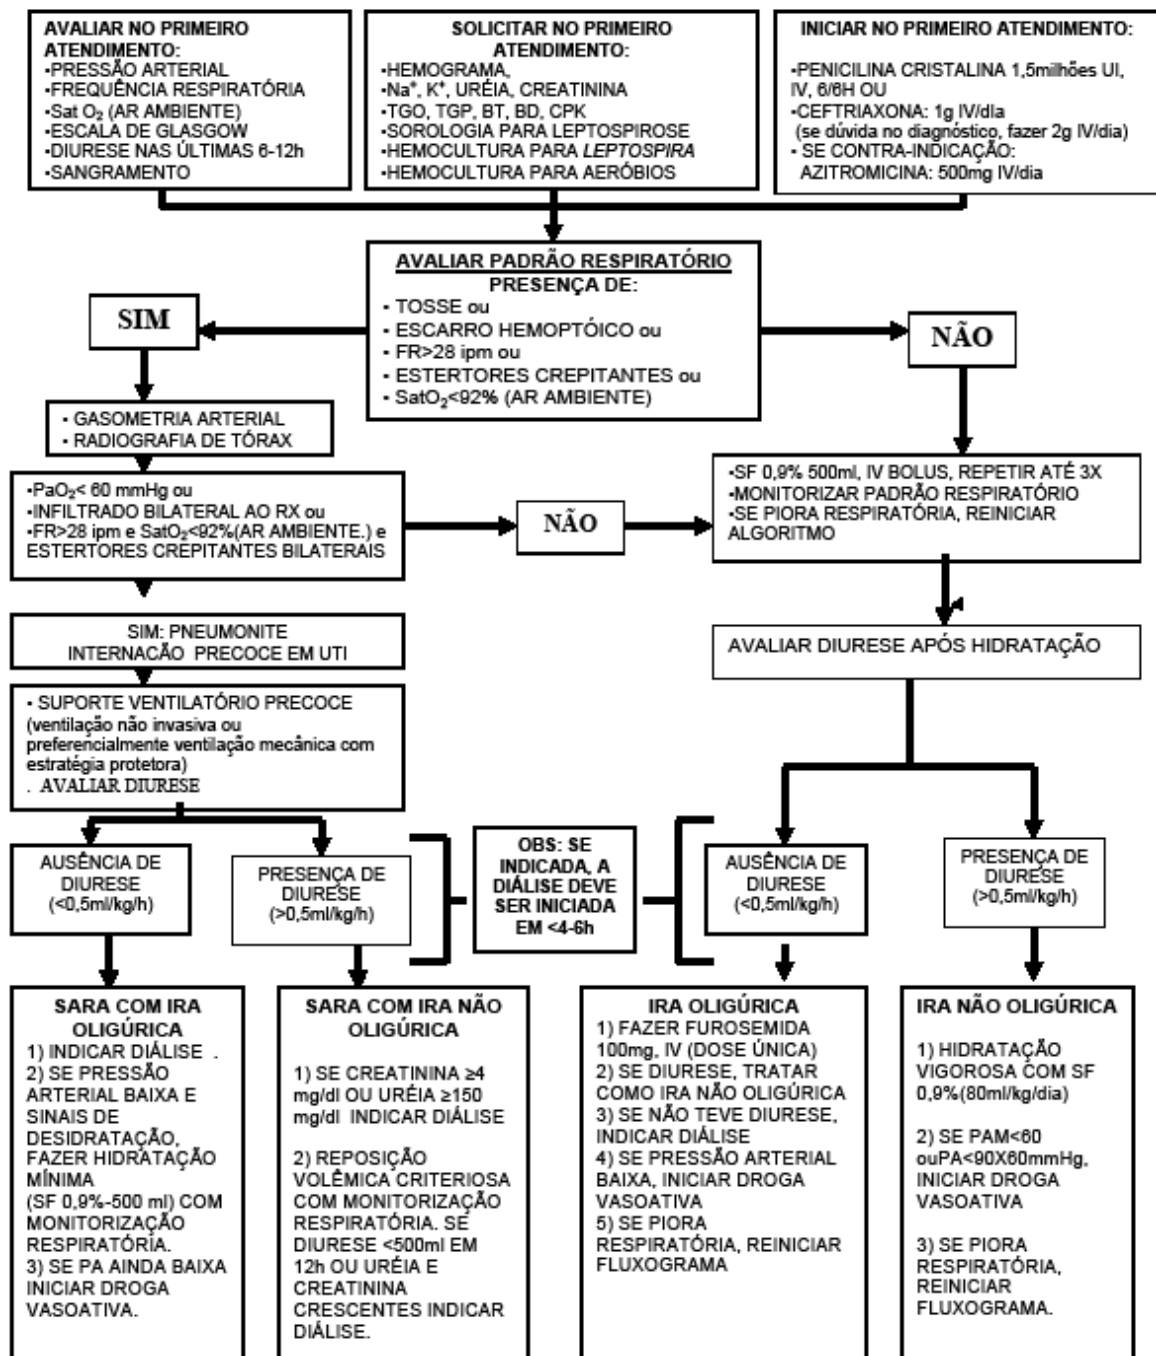 AVALIAR NO PRIMEIRO
ATENDIMENTO:
▪PRESSÃO ARTERIAL
▪FREQUÊNCIA RESPIRATÓRIA
▪Sat O₂ (AR AMBIENTE)
▪ESCALA DE GLASGOW
▪DIURESE NAS ÚLTIMAS 6-12h
▪SANGRAMENTO
SOLICITAR NO PRIMEIRO
ATENDIMENTO:
▪HEMOGRAMA,
▪Na⁺, K⁺, URÉIA, CREATININA
▪TGO, TGP, BT, BD, CPK
▪SOROLOGIA PARA LEPTOSPIROSE
▪HEMOCULTURA PARA LEPTOSPIRA
▪HEMOCULTURA PARA AERÓBIOS
INICIAR NO PRIMEIRO ATENDIMENTO:
▪PENICILINA CRISTALINA 1,5milhões UI,
IV, 6/6H OU
▪CEFTRIAXONA: 1g IV/dIa
(se dúvida no diagnóstico, fazer 2g IV/dia)
▪ SE CONTRA-INDICAÇÃO:
AZITROMICINA: 500mg IV/dia
AVALIAR PADRÃO RESPIRATÓRIO
PRESENÇA DE:
▪ TOSSE ou
▪ ESCARRO HEMOPTÓICO ou
▪ FR>28 ipm ou
▪ ESTERTORES CREPITANTES ou
▪ SatO₂<92% (AR AMBIENTE)
SIM
NÃO
▪ GASOMETRIA ARTERIAL
▪ RADIOGRAFIA DE TÓRAX
▪PaO₂< 60 mmHg ou
▪INFILTRADO BILATERAL AO RX ou
▪FR>28 ipm e SatO₂<92%(AR AMBIENTE.) e
ESTERTORES CREPITANTES BILATERAIS
NÃO
▪SF 0,9% 500ml, IV BOLUS, REPETIR ATÉ 3X
▪MONITORIZAR PADRÃO RESPIRATÓRIO
▪SE PIORA RESPIRATÓRIA, REINICIAR
ALGORITMO
SIM: PNEUMONITE
INTERNACÃO PRECOCE EM UTI
AVALIAR DIURESE APÓS HIDRATAÇÃO
▪ SUPORTE VENTILATÓRIO PRECOCE
(ventilação não invasiva ou
preferencialmente ventilação mecânica com
estratégia protetora)
. AVALIAR DIURESE
AUSÊNCIA DE
DIURESE
(<0,5ml/kg/h)
PRESENÇA DE
DIURESE
(>0,5ml/kg/h)
OBS: SE
INDICADA, A
DIÁLISE DEVE
SER INICIADA
EM <4-6h
AUSÊNCIA DE
DIURESE
(<0,5ml/kg/h)
PRESENÇA DE
DIURESE
(>0,5ml/kg/h)
SARA COM IRA
OLIGÚRICA
1) INDICAR DIÁLISE .
2) SE PRESSÃO
ARTERIAL BAIXA E
SINAIS DE
DESIDRATAÇÃO,
FAZER HIDRATAÇÃO
MÍNIMA
(SF 0,9%-500 ml) COM
MONITORIZAÇÃO
RESPIRATÓRIA.
3) SE PA AINDA BAIXA
INICIAR DROGA
VASOATIVA.
SARA COM IRA NÃO
OLIGÚRICA
1) SE CREATININA ≥4
mg/dl OU URÉIA ≥150
mg/dl INDICAR DIÁLISE
2) REPOSIÇÃO
VOLÊMICA CRITERIOSA
COM MONITORIZAÇÃO
RESPIRATÓRIA. SE
DIURESE <500ml EM
12h OU URÉIA E
CREATININA
CRESCENTES INDICAR
DIÁLISE.
IRA OLIGÚRICA
1) FAZER FUROSEMIDA
100mg, IV (DOSE ÚNICA)
2) SE DIURESE, TRATAR
COMO IRA NÃO OLIGÚRICA
3) SE NÃO TEVE DIURESE,
INDICAR DIÁLISE
4) SE PRESSÃO ARTERIAL
BAIXA, INICIAR DROGA
VASOATIVA
5) SE PIORA
RESPIRATÓRIA, REINICIAR
FLUXOGRAMA
IRA NÃO OLIGÚRICA
1) HIDRATAÇÃO
VIGOROSA COM SF
0,9%(80ml/kg/dia)
2) SE PAM<60
ouPA<90X60mmHg,
INICIAR DROGA
VASOATIVA
3) SE PIORA
RESPIRATÓRIA,
REINICIAR
FLUXOGRAMA.